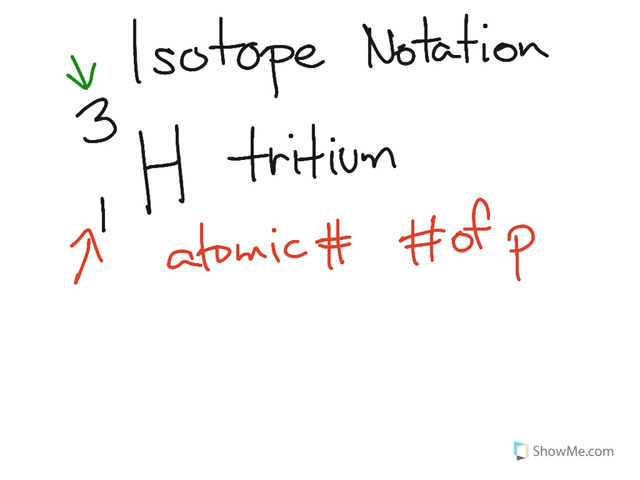 Isotope Notation
3
H tritium
1
atomic # # of p
ShowMe.com